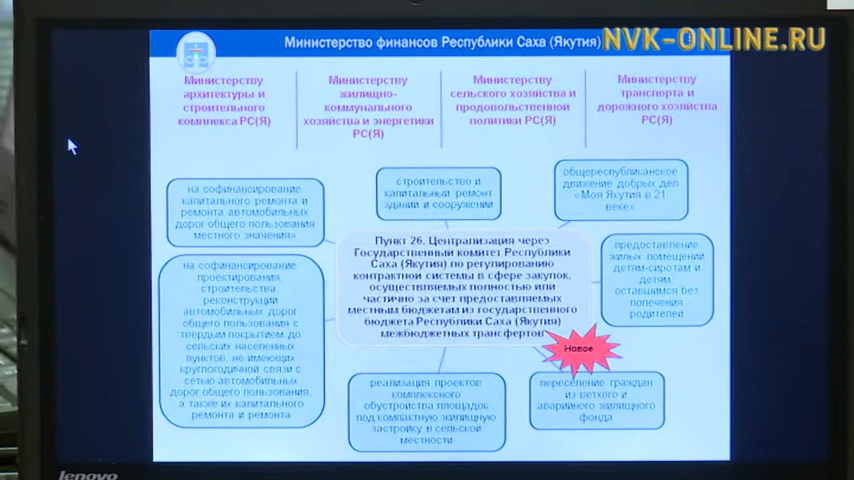 Министерство финансов Республики Саха (Якутия)
NVK-ONLINE.RU
Министерству
архитектуры и
строительного
комплекса РС(Я)
Министерству
жилищно-
коммунального
хозяйства и энергетики
РС(Я)
Министерству
сельского хозяйства и
продовольственной
политики РС(Я)
Министерству
транспорта и
дорожного хозяйства
РС(Я)
на софинансирование
капитального ремонта и
ремонта автомобильных
дорог общего пользования
местного значения»
строительство и
капитальный ремонт
зданий и сооружений
общереспубликанское
движение добрых дел
«Моя Якутия в 21
веке»
Пункт 26. Централизация через
Государственный комитет Республики
Саха (Якутия) по регулированию
контрактной системы в сфере закупок,
осуществляемых полностью или
частично за счет предоставляемых
местным бюджетам из государственного
бюджета Республики Саха (Якутия)
межбюджетных трансфертов
предоставление
жилых помещений
детям-сиротам и
детям,
оставшимся без
попечения
родителей
на софинансирование
проектирования,
строительства,
реконструкции
автомобильных дорог
общего пользования с
твердым покрытием до
сельских населенных
пунктов, не имеющих
круглогодичной связи с
сетью автомобильных
дорог общего пользования,
а также их капитального
ремонта и ремонта
Новое
реализация проектов
комплексного
обустройства площадок
под компактную жилищную
застройку в сельской
местности
переселение граждан
из ветхого и
аварийного жилищного
фонда
lenovo